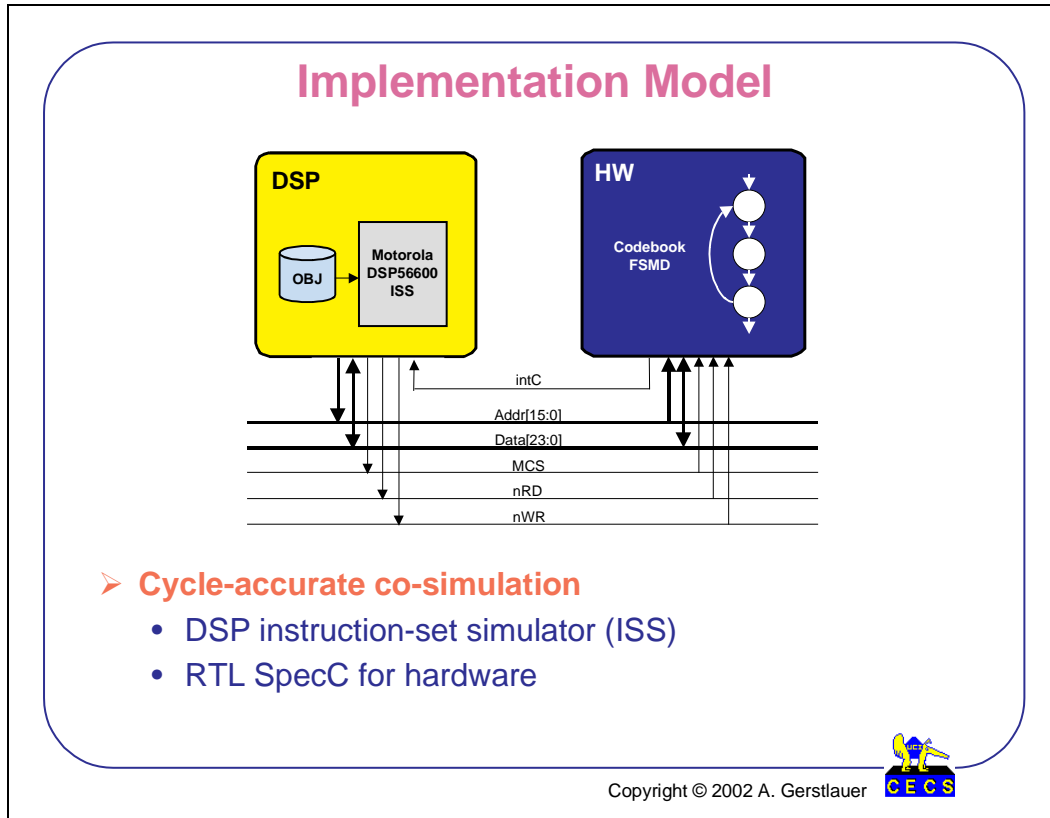 Implementation Model
DSP
OBJ
Motorola
DSP56600
ISS
HW
Codebook
FSMD
intC
Addr[15:0]
Data[23:0]
MCS
nRD
nWR
➢ Cycle-accurate co-simulation
• DSP instruction-set simulator (ISS)
• RTL SpecC for hardware
Copyright © 2002 A. Gerstlauer
UCI
CECS